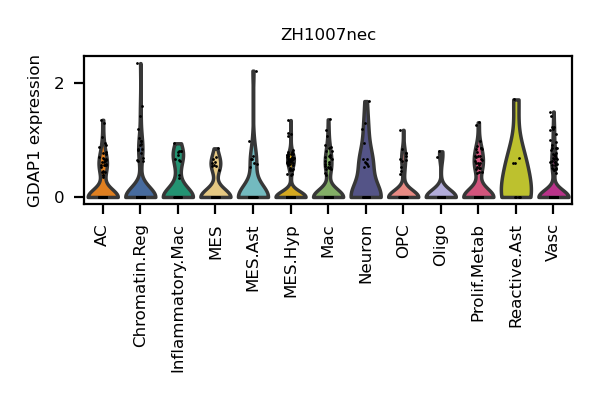 ZH1007nec
GDAP1 expression
2
0
AC
Chromatin.Reg
Inflammatory.Mac
MES
MES.Ast
MES.Hyp
Mac
Neuron
OPC
Oligo
Prolif.Metab
Reactive.Ast
Vasc